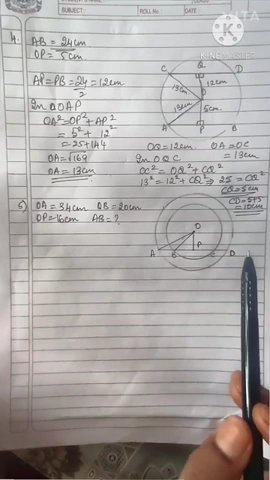 SUBJECT: ROLL No.:
4. AB = 24cm
OP = 5cm
AP = PB = 24/2 = 12cm
In △OAP
OA² = OP² + AP²
= 5² + 12²
= 25 + 144
OA = √169
OA = 13cm
C Q D
13cm 12cm
O
13cm 5cm
A P B
OQ = 12cm OA = OC = 13cm
In △OQC
OC² = OQ² + CQ²
13² = 12² + CQ² ⇒ 25 = CQ²
CQ = 5cm
CD = 5+5
= 10cm
5) OA = 34cm OB = 20cm
OP = 16cm AB = ?
O
P
A B C D